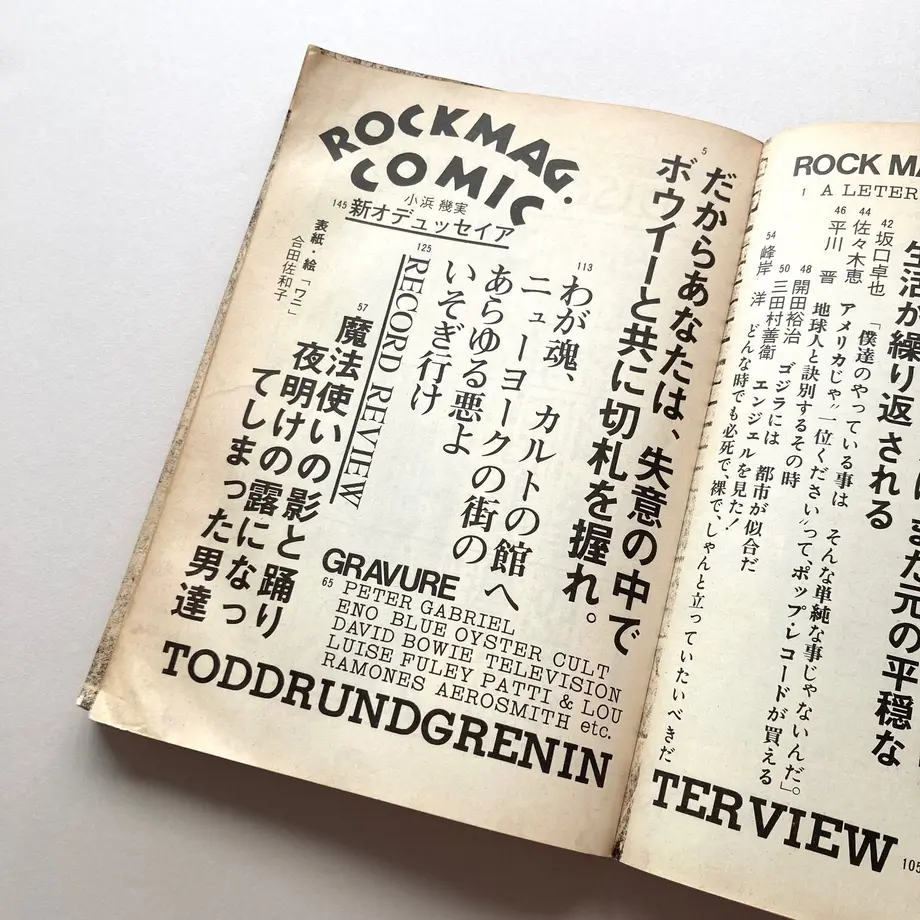 ROCKMAG.
COMIC
小浜 幾実
145 新オデュッセイア
表紙・絵「ワニ」
合田佐和子
5
だからあなたは、失意の中で
ボウイーと共に切札を握れ。
113
わが魂、カルトの館へ
ニューヨークの街の
あらゆる悪よ
いそぎ行け
125
RECORD REVIEW
57
魔法使いの影と踊り
夜明けの露になっ
てしまった男達
GRAVURE
65 PETER GABRIEL
ENO BLUE OYSTER CULT
DAVID BOWIE TELEVISION
LUISE FULEY PATTI & LOU
RAMONES AEROSMITH etc.
TODDRUNDGRENIN
ROCK MA
1 A LETER
生活が繰り返される
また元の平穏な
42 坂口卓也
「僕達のやっている事は そんな単純な事じゃないんだ」。
44 佐々木恵
アメリカじゃ〝一位ください〟って、ポップ・レコードが買える
46 平川 晋
地球人と訣別するその時
48 開田裕治
ゴジラには 都市が似合だ
50 三田村善衛
エンジェルを見た!
54 峰岸 洋
どんな時でも必死で、裸で、しゃんと立っていたいべきだ
TERVIEW
105